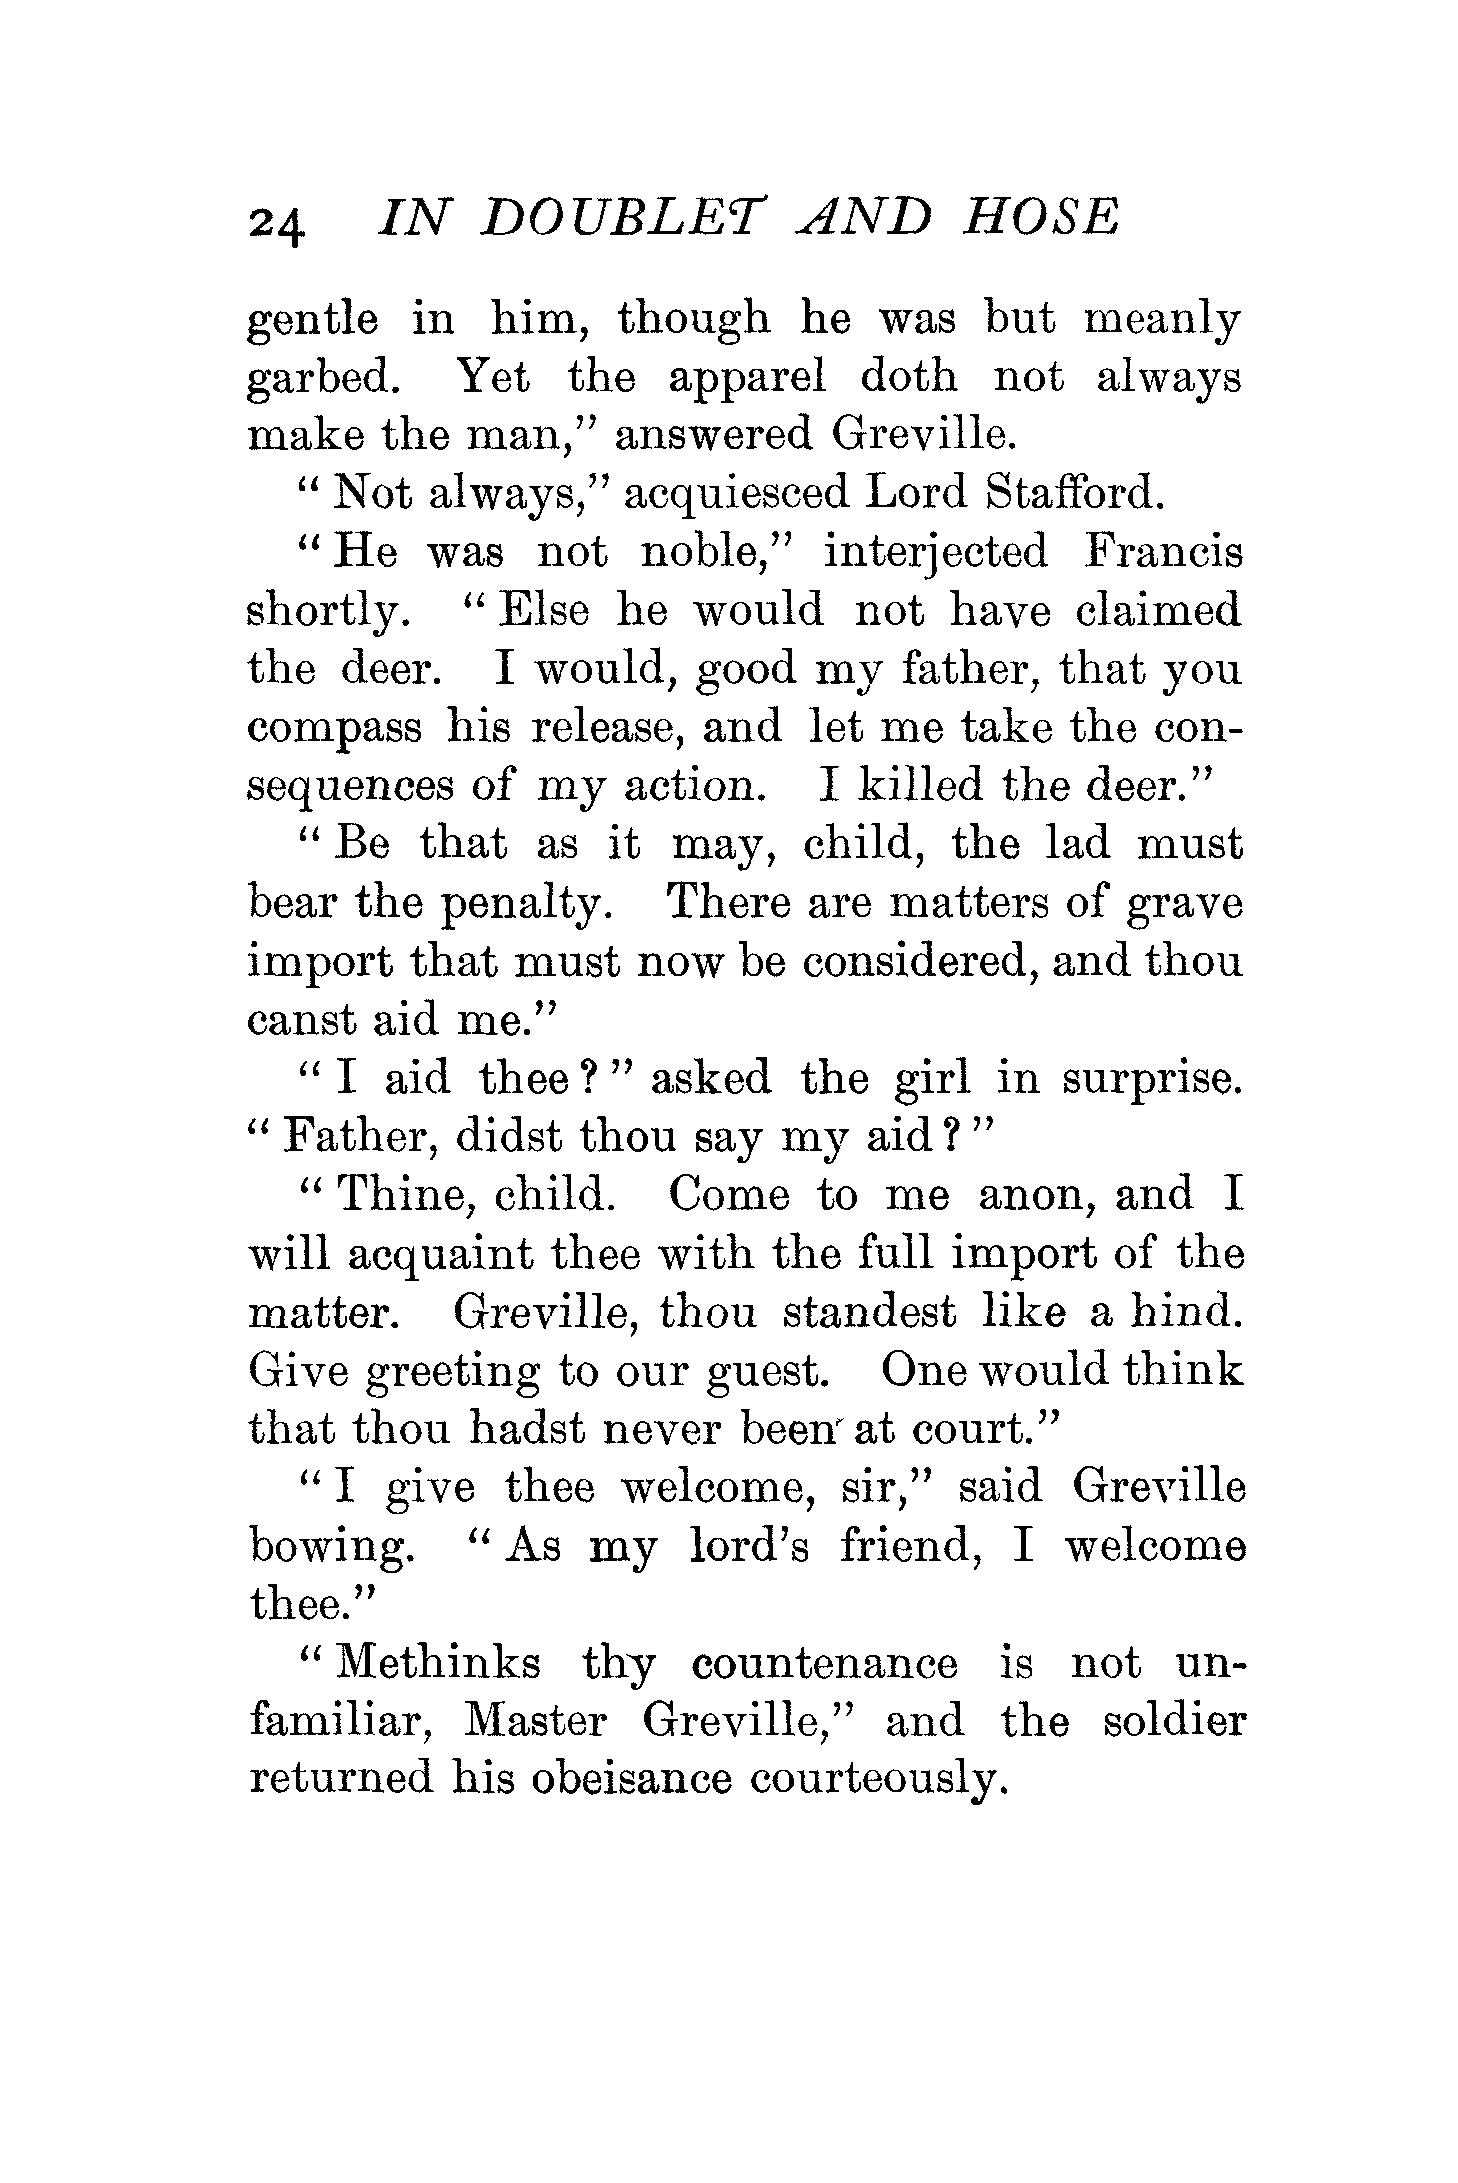 24 IN DOUBLET AND HOSE
gentle in him, though he was but meanly
garbed. Yet the apparel doth not always
make the man,” answered Greville.
“Not always,” acquiesced Lord Stafford.
“He was not noble,” interjected Francis
shortly. “Else he would not have claimed
the deer. I would, good my father, that you
compass his release, and let me take the con-
sequences of my action. I killed the deer.”
“Be that as it may, child, the lad must
bear the penalty. There are matters of grave
import that must now be considered, and thou
canst aid me.”
“I aid thee?” asked the girl in surprise.
“Father, didst thou say my aid?”
“Thine, child. Come to me anon, and I
will acquaint thee with the full import of the
matter. Greville, thou standest like a hind.
Give greeting to our guest. One would think
that thou hadst never been at court.”
“I give thee welcome, sir,” said Greville
bowing. “As my lord’s friend, I welcome
thee.”
“Methinks thy countenance is not un-
familiar, Master Greville,” and the soldier
returned his obeisance courteously.